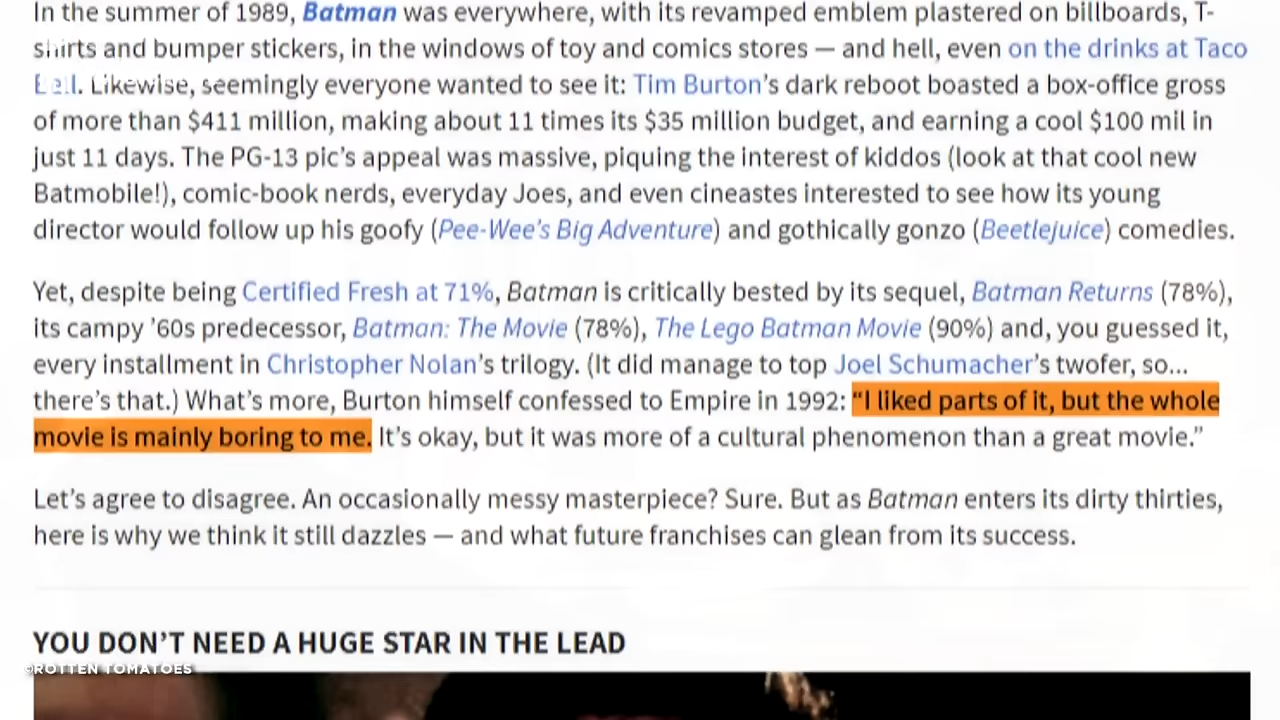 In the summer of 1989, Batman was everywhere, with its revamped emblem plastered on billboards, T-
shirts and bumper stickers, in the windows of toy and comics stores — and hell, even on the drinks at Taco
Bell. Likewise, seemingly everyone wanted to see it: Tim Burton’s dark reboot boasted a box-office gross
of more than $411 million, making about 11 times its $35 million budget, and earning a cool $100 mil in
just 11 days. The PG-13 pic’s appeal was massive, piquing the interest of kiddos (look at that cool new
Batmobile!), comic-book nerds, everyday Joes, and even cineastes interested to see how its young
director would follow up his goofy (Pee-Wee’s Big Adventure) and gothically gonzo (Beetlejuice) comedies.
Yet, despite being Certified Fresh at 71%, Batman is critically bested by its sequel, Batman Returns (78%),
its campy ’60s predecessor, Batman: The Movie (78%), The Lego Batman Movie (90%) and, you guessed it,
every installment in Christopher Nolan’s trilogy. (It did manage to top Joel Schumacher’s twofer, so...
there’s that.) What’s more, Burton himself confessed to Empire in 1992: “I liked parts of it, but the whole
movie is mainly boring to me. It’s okay, but it was more of a cultural phenomenon than a great movie.”
Let’s agree to disagree. An occasionally messy masterpiece? Sure. But as Batman enters its dirty thirties,
here is why we think it still dazzles — and what future franchises can glean from its success.
YOU DON’T NEED A HUGE STAR IN THE LEAD
©ROTTEN TOMATOES